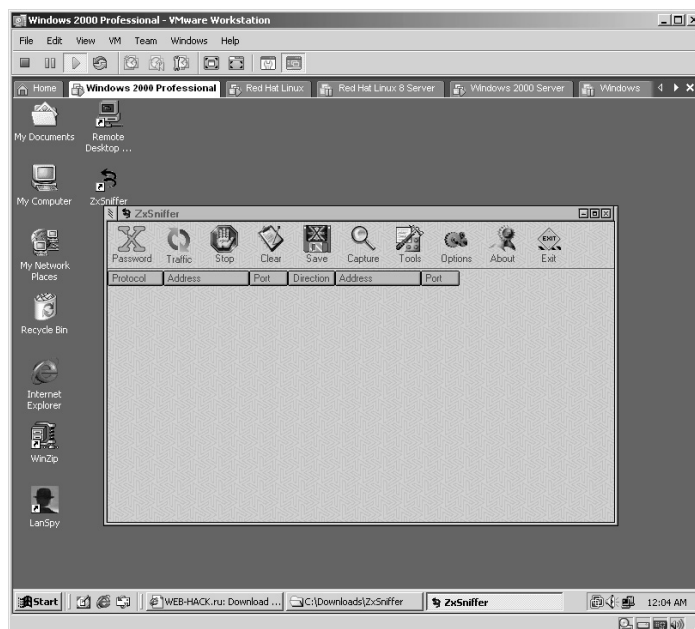 Windows 2000 Professional - VMware Workstation
File Edit View VM Team Windows Help
Home Windows 2000 Professional Red Hat Linux Red Hat Linux 8 Server Windows 2000 Server Windows
My Documents
Remote Desktop ...
My Computer
ZxSniffer
ZxSniffer
Password Traffic Stop Clear Save Capture Tools Options About Exit
EXIT
Protocol Address Port Direction Address Port
My Network Places
Recycle Bin
Internet Explorer
WinZip
LanSpy
Start WEB-HACK.ru: Download ... C:\Downloads\ZxSniffer ZxSniffer 12:04 AM